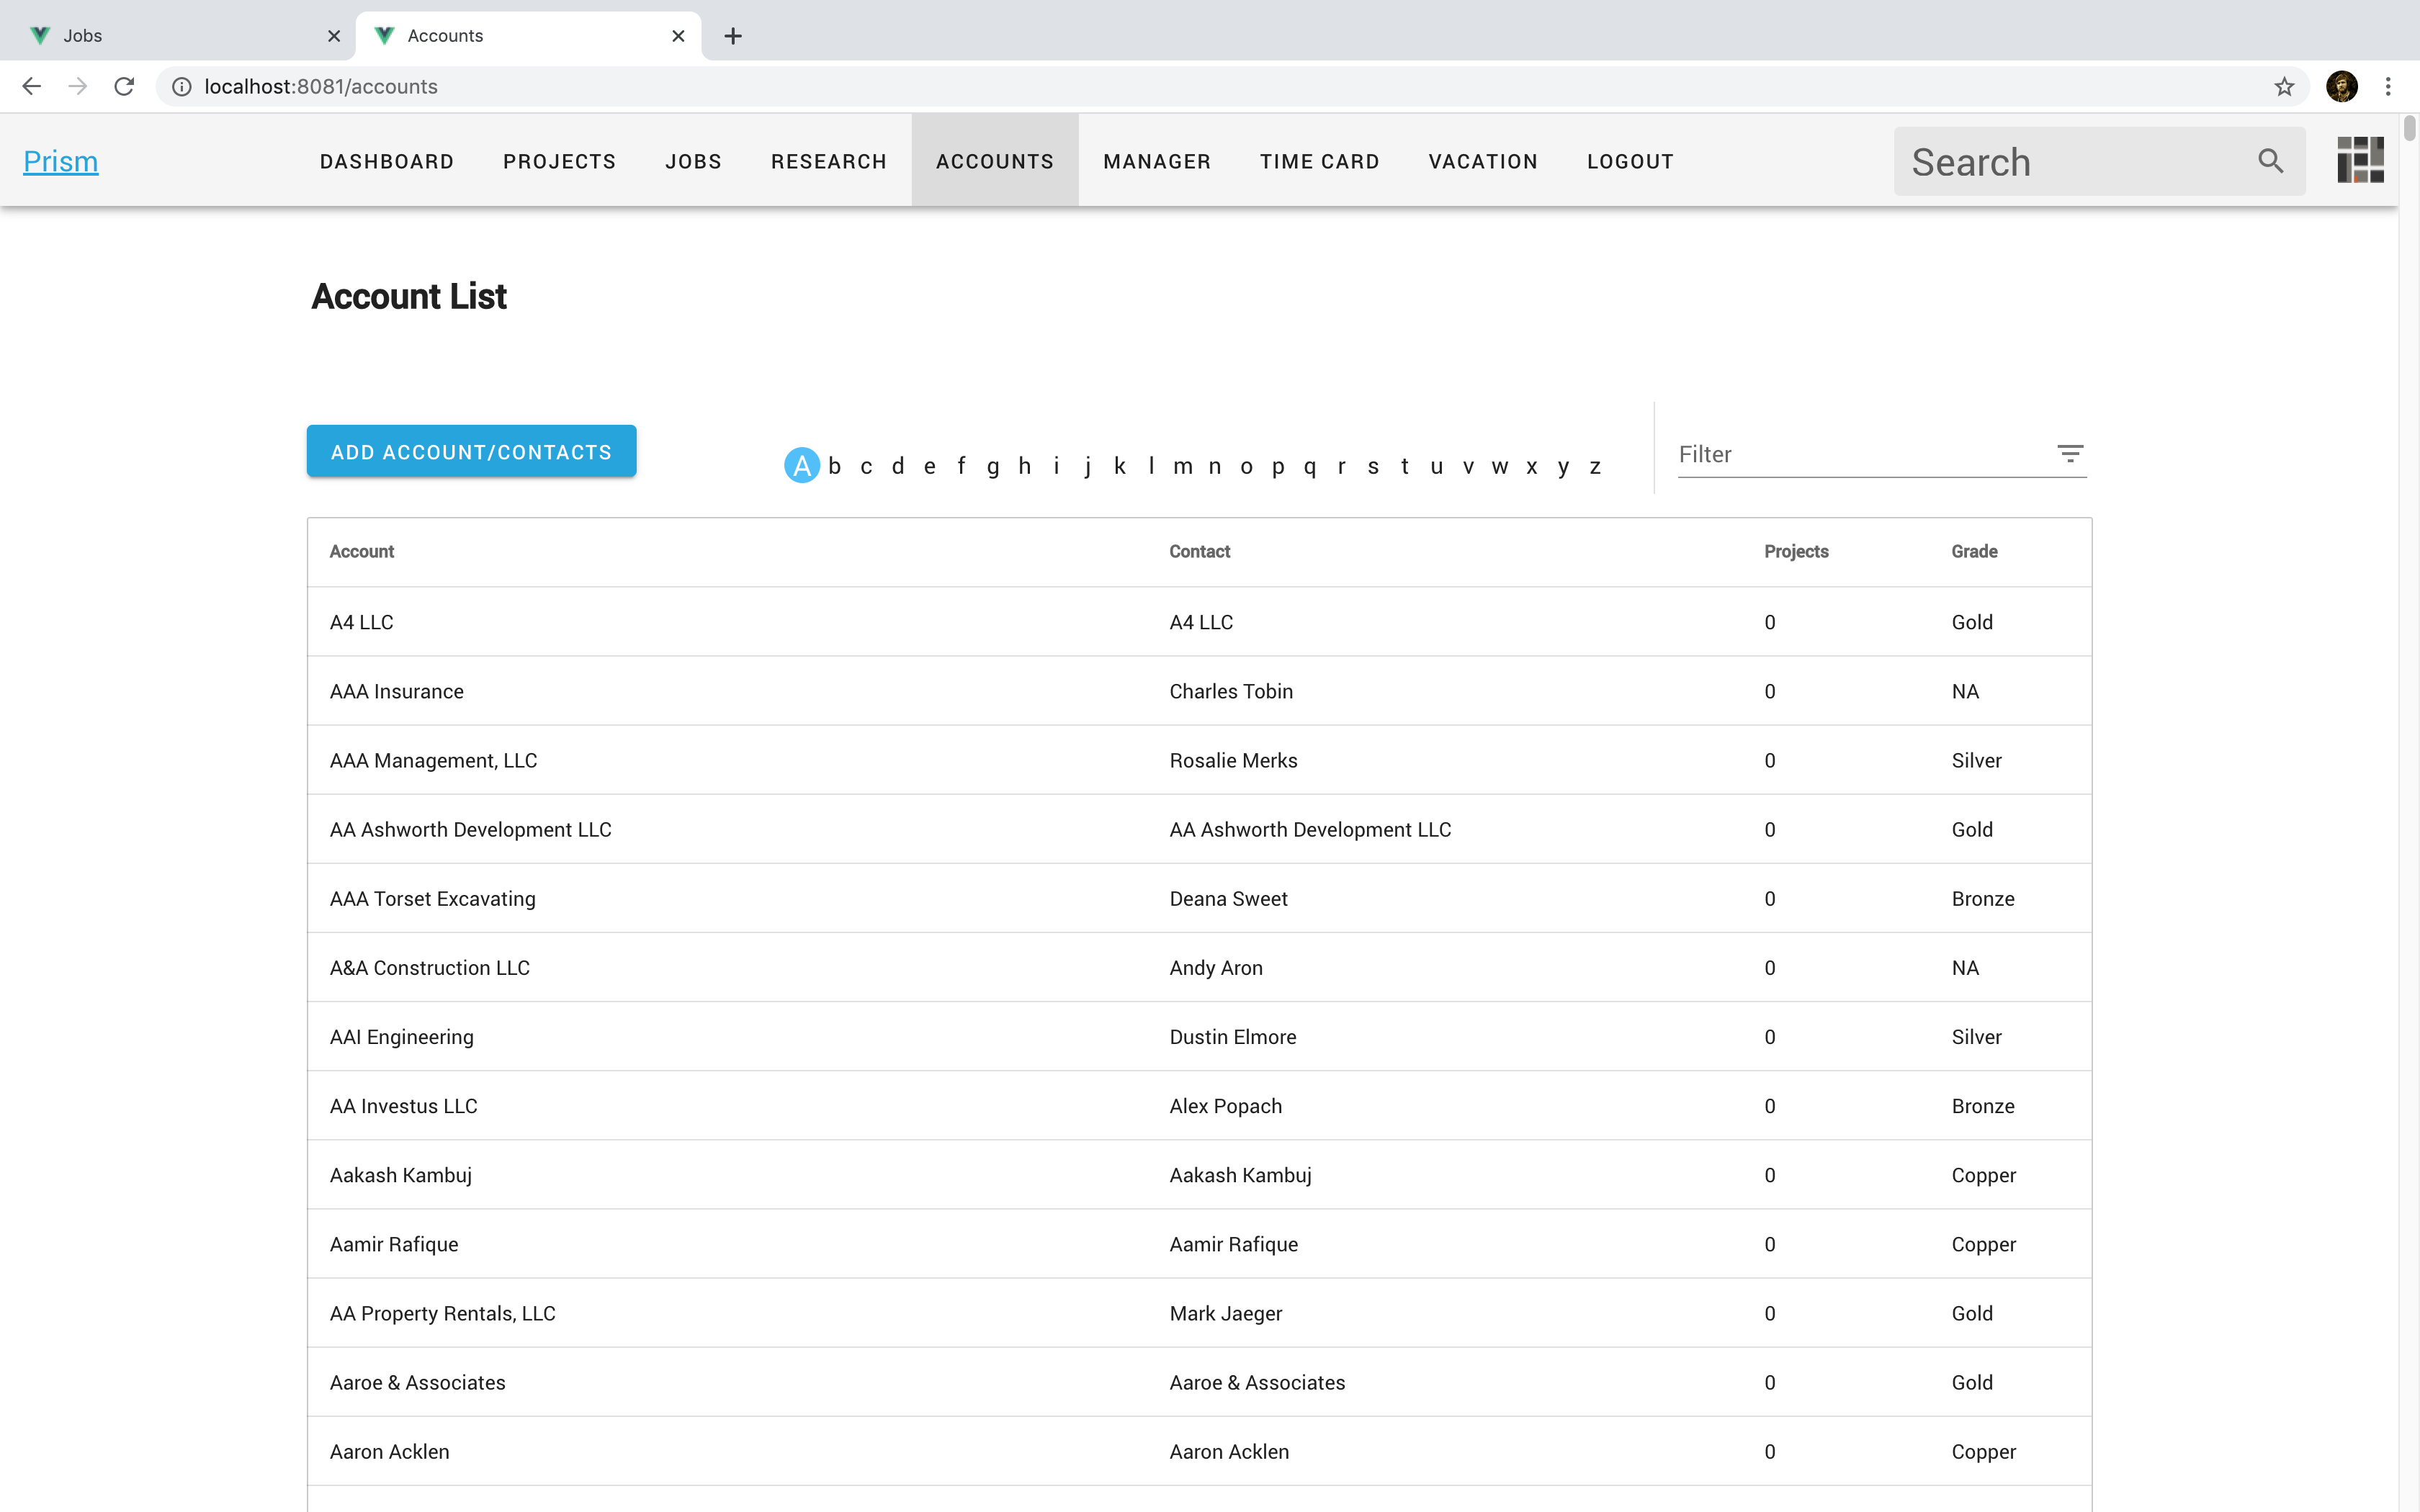 Jobs
Accounts
localhost:8081/accounts
Prism DASHBOARD PROJECTS JOBS RESEARCH ACCOUNTS MANAGER TIME CARD VACATION LOGOUT Search
Account List
ADD ACCOUNT/CONTACTS A b c d e f g h i j k l m n o p q r s t u v w x y z Filter
Account Contact Projects Grade
A4 LLC A4 LLC 0 Gold
AAA Insurance Charles Tobin 0 NA
AAA Management, LLC Rosalie Merks 0 Silver
AA Ashworth Development LLC AA Ashworth Development LLC 0 Gold
AAA Torset Excavating Deana Sweet 0 Bronze
A&A Construction LLC Andy Aron 0 NA
AAI Engineering Dustin Elmore 0 Silver
AA Investus LLC Alex Popach 0 Bronze
Aakash Kambuj Aakash Kambuj 0 Copper
Aamir Rafique Aamir Rafique 0 Copper
AA Property Rentals, LLC Mark Jaeger 0 Gold
Aaroe & Associates Aaroe & Associates 0 Gold
Aaron Acklen Aaron Acklen 0 Copper